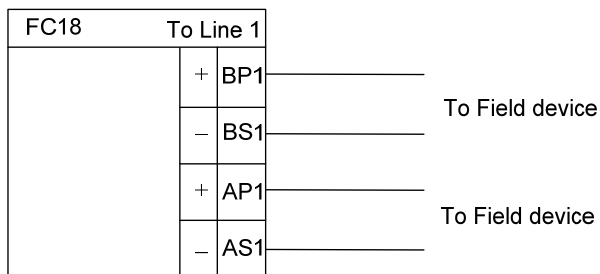 FC18 To Line 1
+ BP1
To Field device
− BS1
+ AP1
To Field device
− AS1